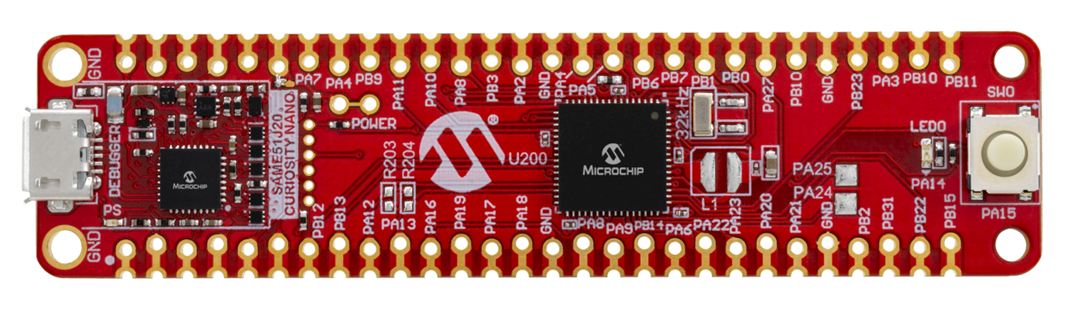 GND
PA7
PA4
PB9
PA11
PA10
PA8
PB3
PA2
GND
PA4
PA5
PB6
PB7
PB1
PB0
PA27
PB10
GND
PB23
PA3
PB10
PB11
DEBUGGER
PS
MICROCHIP
SAME51J20
CURIOSITY NANO
POWER
R203
R204
®
U200
MICROCHIP
32kHz
L1
PA25
PA24
LED0
PA14
SW0
PA15
GND
PB12
PB13
PA12
PA13
PA16
PA19
PA17
PA18
GND
PA9
PB14
PA6
PA22
PA23
PA20
PA21
GND
PB2
PB31
PB22
PB15